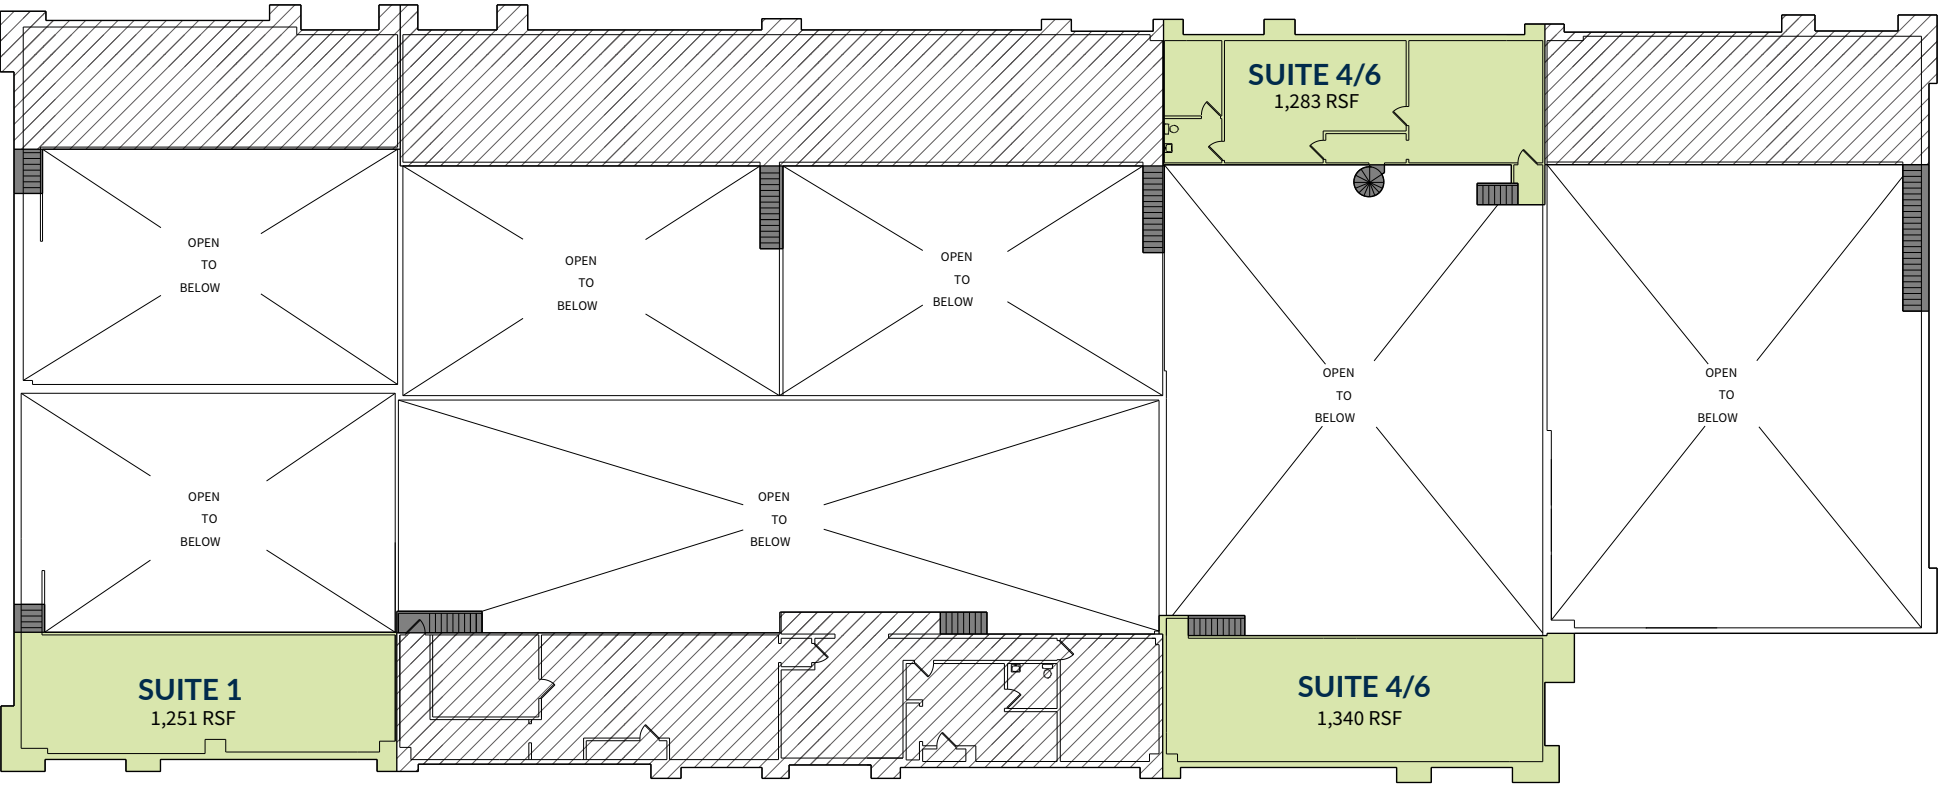 SUITE 4/6
1,283 RSF
OPEN
TO
BELOW
OPEN
TO
BELOW
OPEN
TO
BELOW
OPEN
TO
BELOW
OPEN
TO
BELOW
OPEN
TO
BELOW
OPEN
TO
BELOW
SUITE 1
1,251 RSF
SUITE 4/6
1,340 RSF